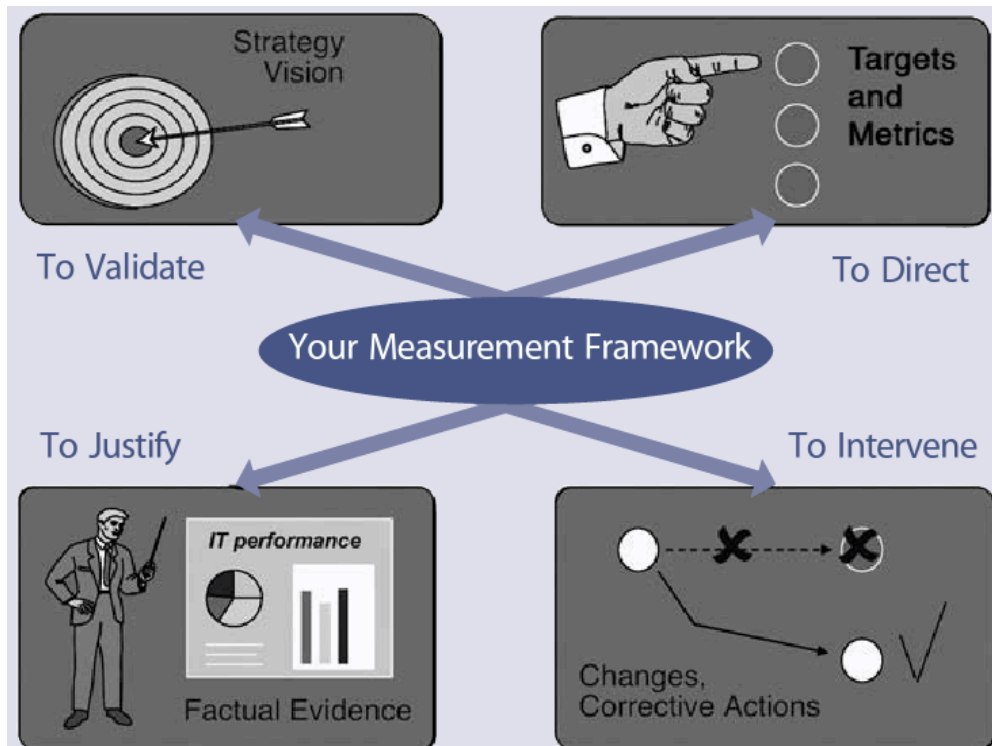 Strategy
Vision
Targets
and
Metrics
To Validate
To Direct
Your Measurement Framework
To Justify
To Intervene
IT performance
Factual Evidence
Changes,
Corrective Actions